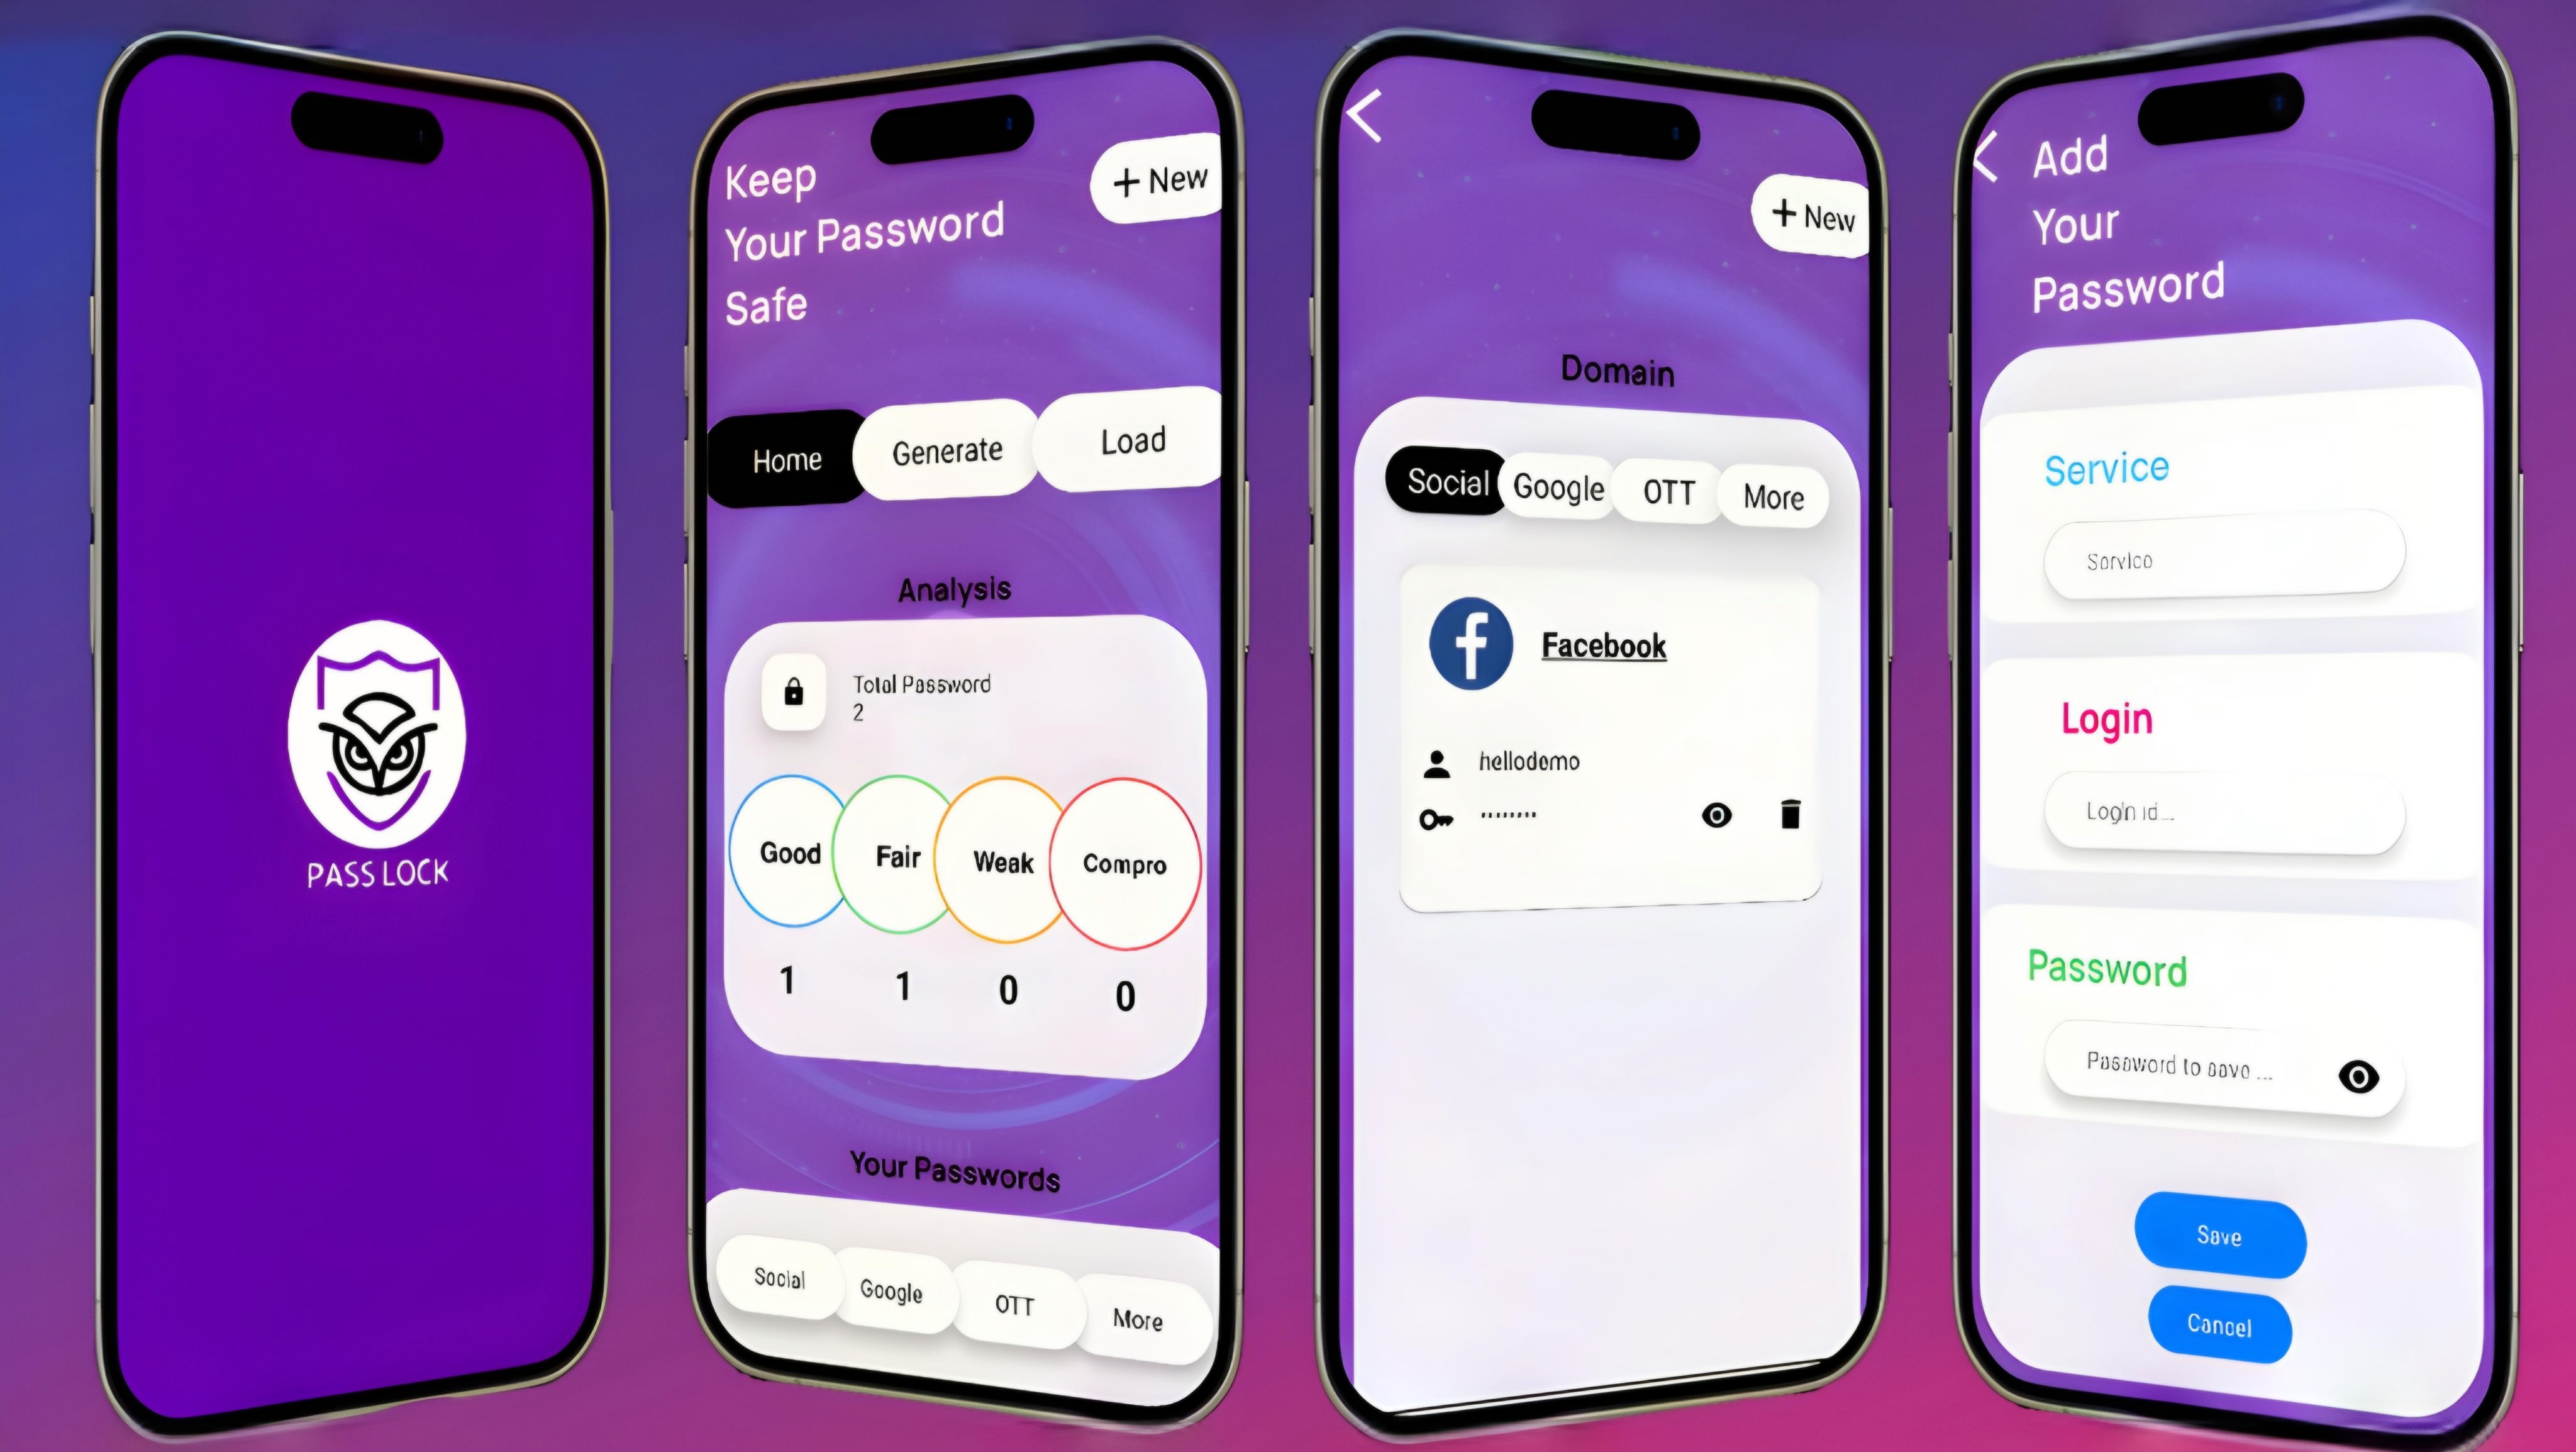 PASS LOCK
Keep
Your Password
Safe
+ New
Home
Generate
Load
Analysis
Total Password
2
Good
Fair
Weak
Compro
1
1
0
0
Your Passwords
Social
Google
OTT
More
+ New
Domain
Social
Google
OTT
More
Facebook
hellodemo
Add
Your
Password
Service
Service
Login
Login id...
Password
Password to save ...
Save
Cancel